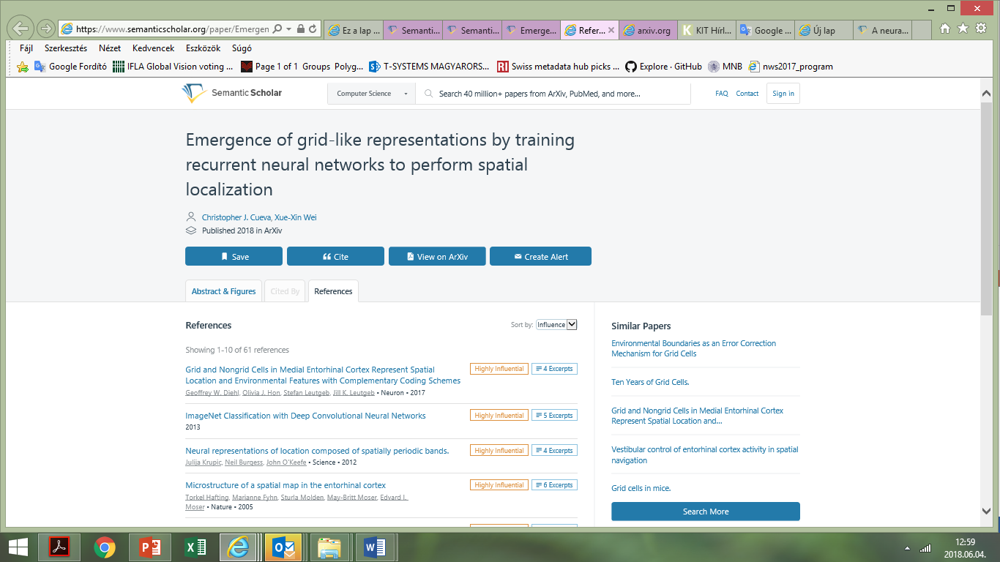 https://www.semanticscholar.org/paper/Emergen
Ez a lap ...
Semanti...
Semanti...
Emerge...
Refer...
arxiv.org
KIT Hírl...
Google ...
Új lap
A neura...
Fájl Szerkesztés Nézet Kedvencek Eszközök Súgó
Google Fordító
IFLA Global Vision voting ...
Page 1 of 1 Groups Polyg...
T-SYSTEMS MAGYARORS...
Swiss metadata hub picks ...
Explore · GitHub
MNB
nws2017_program
Semantic Scholar
Computer Science
Search 40 million+ papers from ArXiv, PubMed, and more...
FAQ Contact Sign in
Emergence of grid-like representations by training
recurrent neural networks to perform spatial
localization
Christopher J. Cueva, Xue-Xin Wei
Published 2018 in ArXiv
Save
Cite
View on ArXiv
Create Alert
Abstract & Figures
Cited By
References
References
Sort by: Influence
Showing 1-10 of 61 references
Grid and Nongrid Cells in Medial Entorhinal Cortex Represent Spatial
Location and Environmental Features with Complementary Coding Schemes
Geoffrey W. Diehl, Olivia J. Hon, Stefan Leutgeb, Jill K. Leutgeb • Neuron • 2017
Highly Influential
4 Excerpts
ImageNet Classification with Deep Convolutional Neural Networks
2013
Highly Influential
5 Excerpts
Neural representations of location composed of spatially periodic bands.
Julija Krupic, Neil Burgess, John O'Keefe • Science • 2012
Highly Influential
4 Excerpts
Microstructure of a spatial map in the entorhinal cortex
Torkel Hafting, Marianne Fyhn, Sturla Molden, May-Britt Moser, Edvard I.
Moser • Nature • 2005
Highly Influential
6 Excerpts
Similar Papers
Environmental Boundaries as an Error Correction
Mechanism for Grid Cells
Ten Years of Grid Cells.
Grid and Nongrid Cells in Medial Entorhinal Cortex
Represent Spatial Location and...
Vestibular control of entorhinal cortex activity in spatial
navigation
Grid cells in mice.
Search More
12:59
2018.06.04.